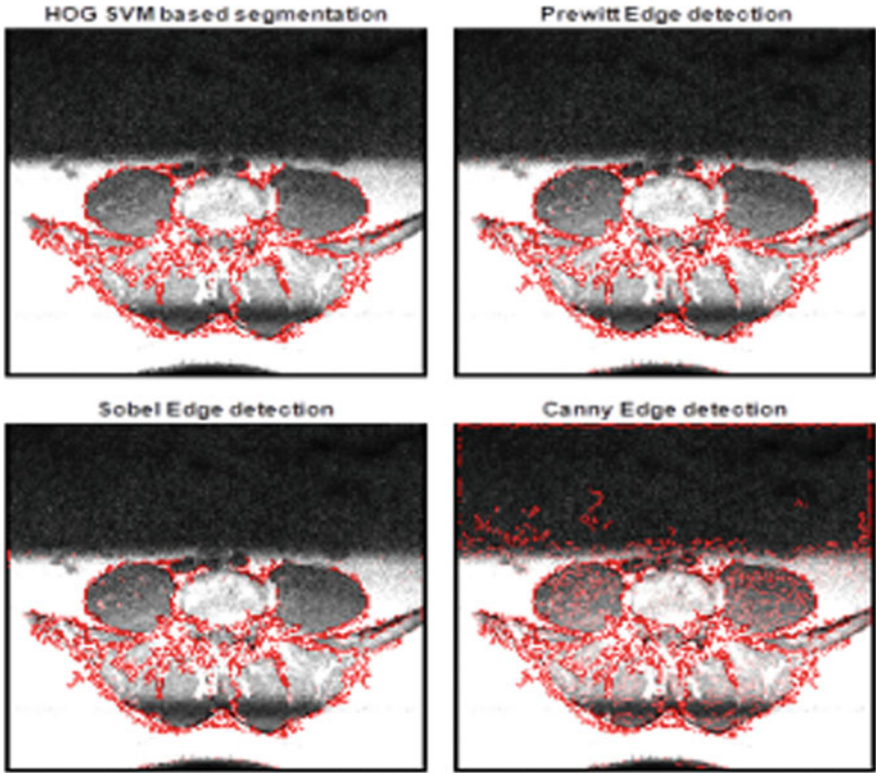 HOG SVM based segmentation
Prewitt Edge detection
Sobel Edge detection
Canny Edge detection